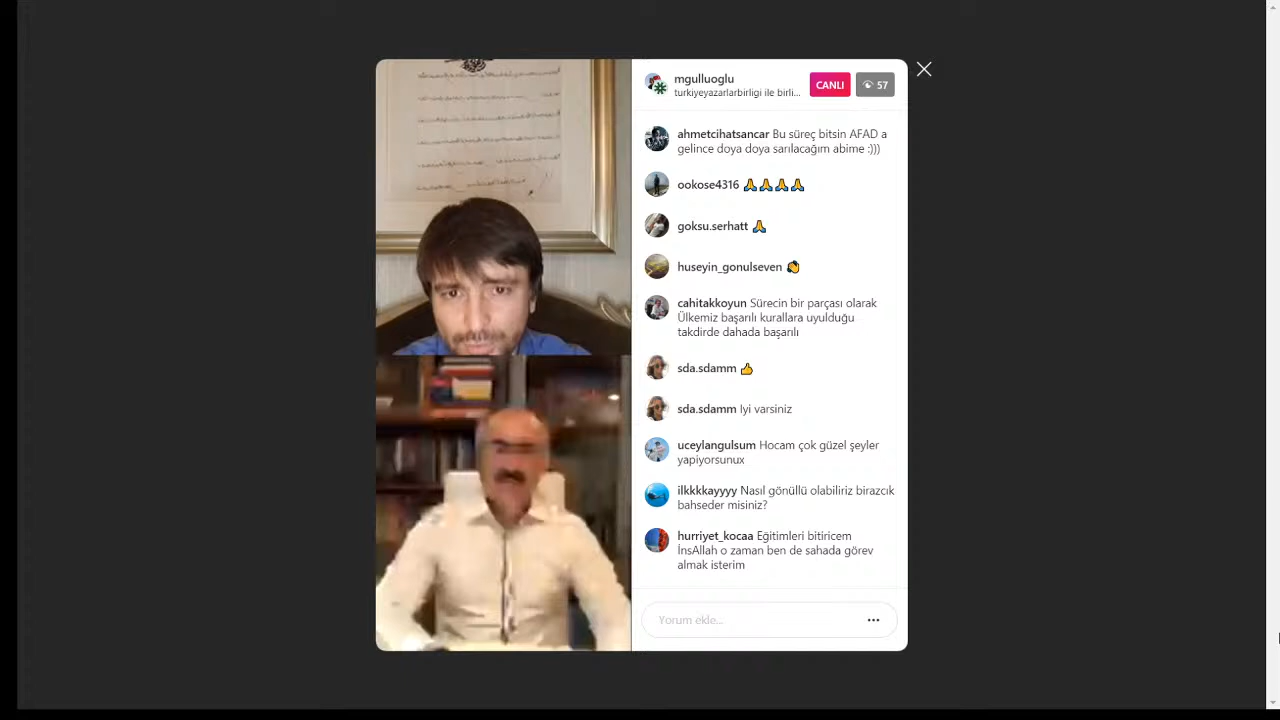 mgulluoglu
turkiyeyazarlarbirligi ile birli...
CANLI
57
ahmetcihatsancar Bu süreç bitsin AFAD a
gelince doya doya sarılacağım abime :)))
ookose4316 🙏🙏🙏🙏
goksu.serhatt 🙏
huseyin_gonulseven 👏
cahitakkoyun Sürecin bir parçası olarak
Ülkemiz başarılı kurallara uyulduğu
takdirde dahada başarılı
sda.sdamm 👍
sda.sdamm Iyi varsiniz
uceylangulsum Hocam çok güzel şeyler
yapiyorsunux
ilkkkkayyyy Nasıl gönüllü olabiliriz birazcık
bahseder misiniz?
hurriyet_kocaa Eğitimleri bitiricem
İnsAllah o zaman ben de sahada görev
almak isterim
Yorum ekle...